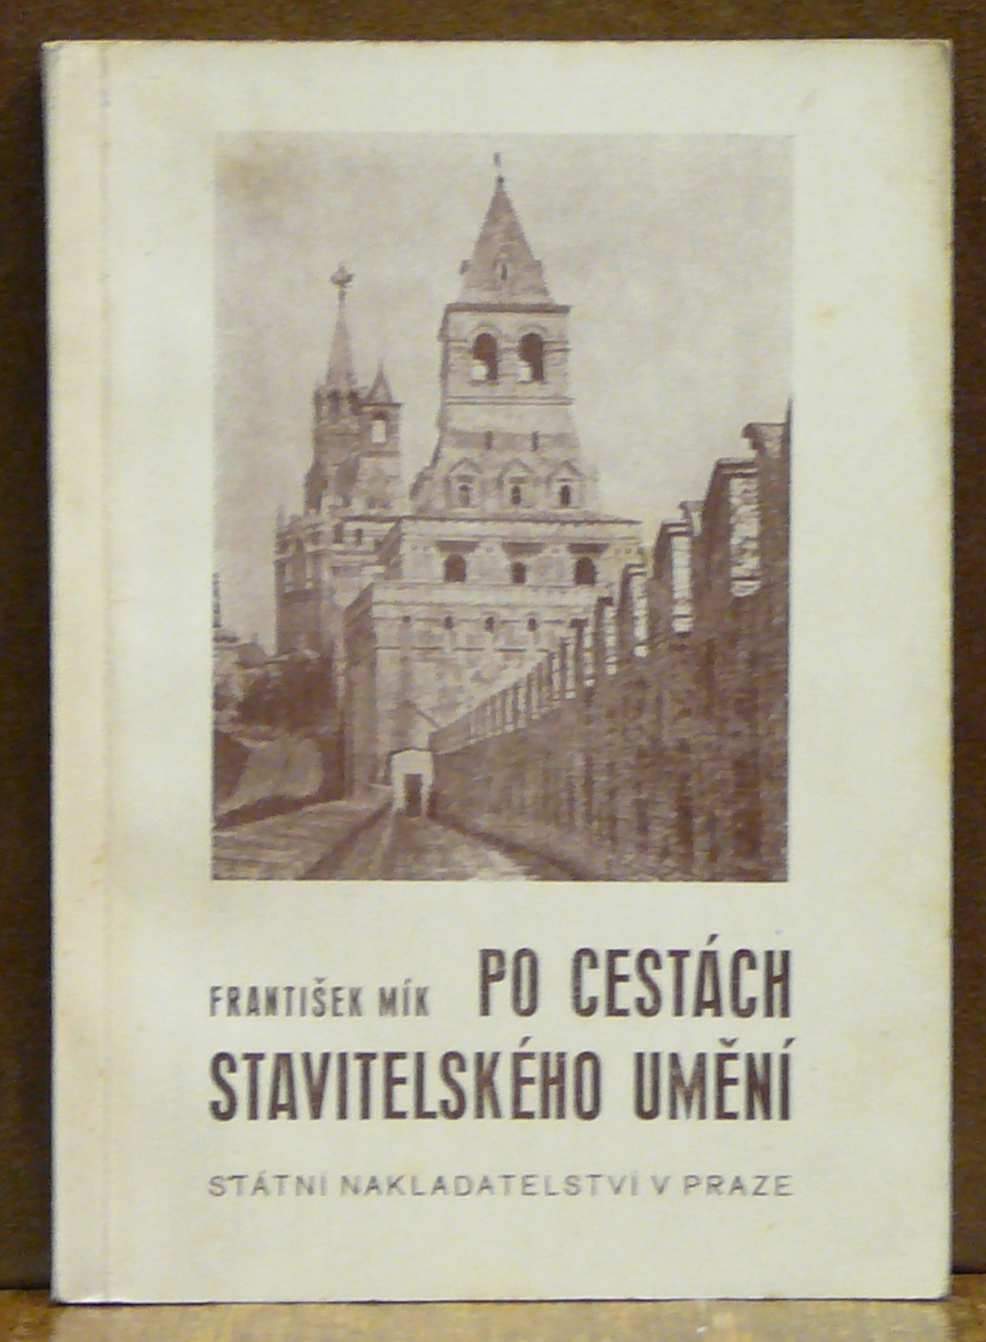 FRANTIŠEK MÍK PO CESTÁCH
STAVITELSKÉHO UMĚNÍ
STÁTNÍ NAKLADATELSTVÍ V PRAZE